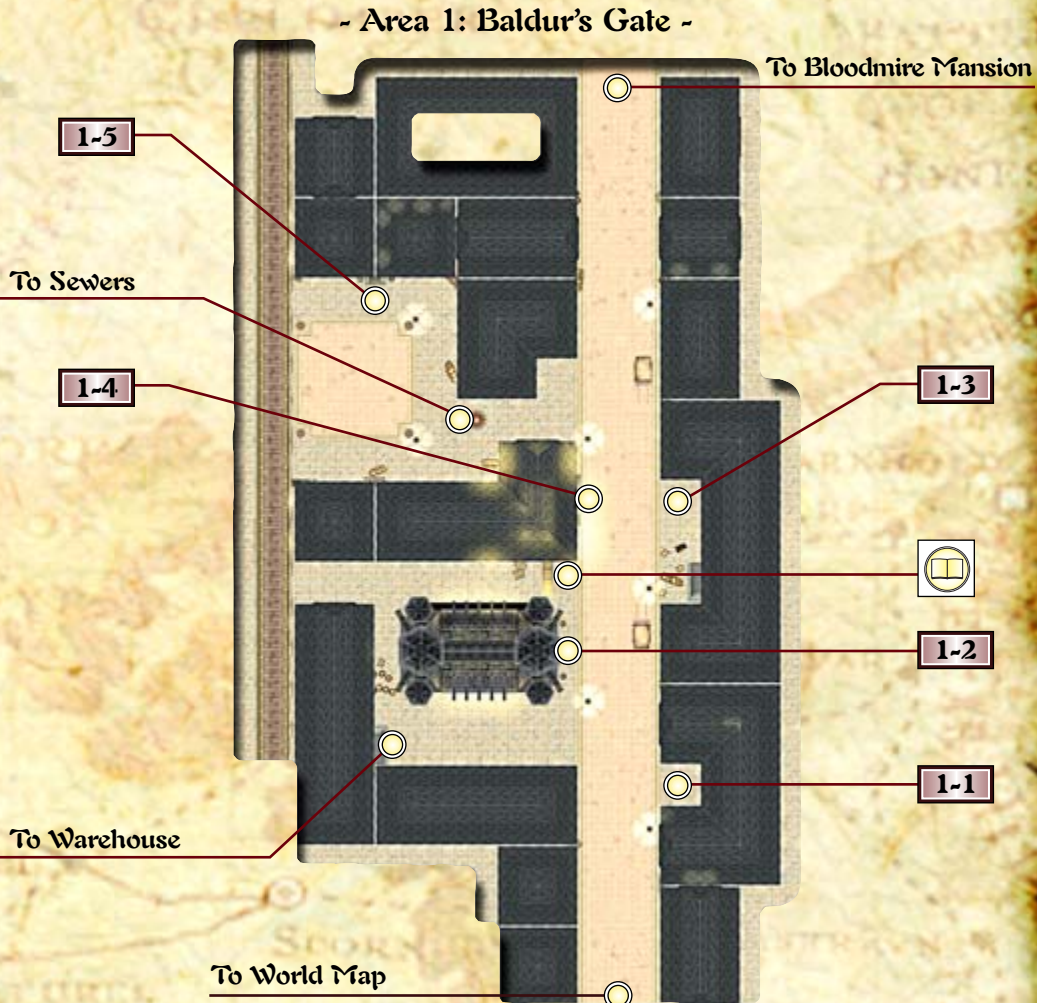 - Area 1: Baldur's Gate -
To Bloodmire Mansion
1-5
To Sewers
1-4
1-3
1-2
1-1
To Warehouse
To World Map